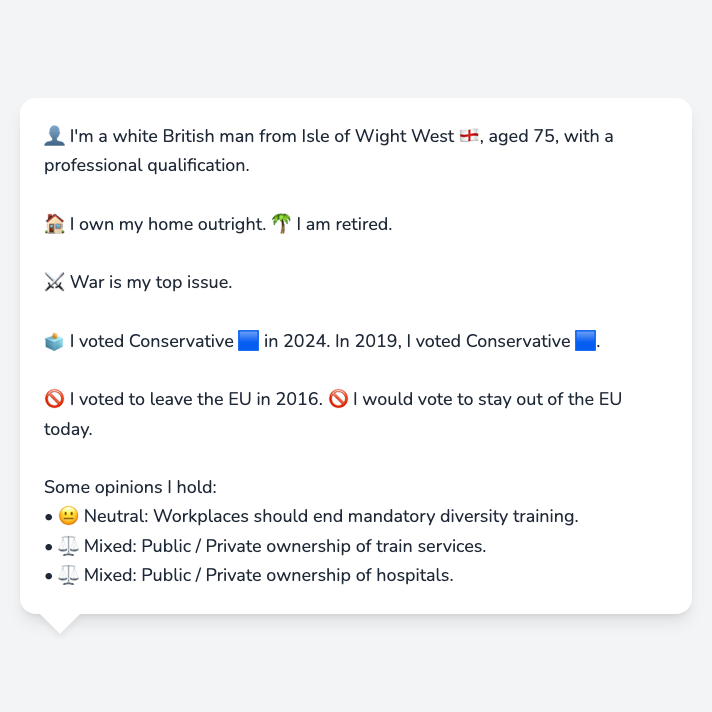 👤 I'm a white British man from Isle of Wight West 🏴󠁧󠁢󠁥󠁮󠁧󠁿, aged 75, with a
professional qualification.
🏠 I own my home outright. 🌴 I am retired.
⚔️ War is my top issue.
🗳️ I voted Conservative 🟦 in 2024. In 2019, I voted Conservative 🟦.
🚫 I voted to leave the EU in 2016. 🚫 I would vote to stay out of the EU
today.
Some opinions I hold:
• 😐 Neutral: Workplaces should end mandatory diversity training.
• ⚖️ Mixed: Public / Private ownership of train services.
• ⚖️ Mixed: Public / Private ownership of hospitals.